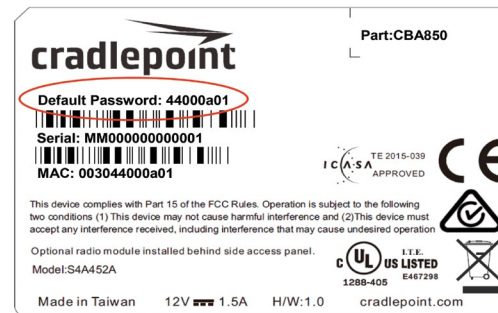 cradlepoint
Part:CBA850
Default Password: 44000a01
Serial: MM000000000001
MAC: 003044000a01
ICASA TE 2015-039
APPROVED
CE
This device complies with Part 15 of the FCC Rules. Operation is subject to the following
two conditions (1) This device may not cause harmful interference and (2)This device must
accept any interference received, including interference that may cause undesired operation
Optional radio module installed behind side access panel.
Model:S4A452A
C UL US LISTED
I.T.E.
E467298
1288-405
Made in Taiwan 12V 1.5A H/W:1.0 cradlepoint.com